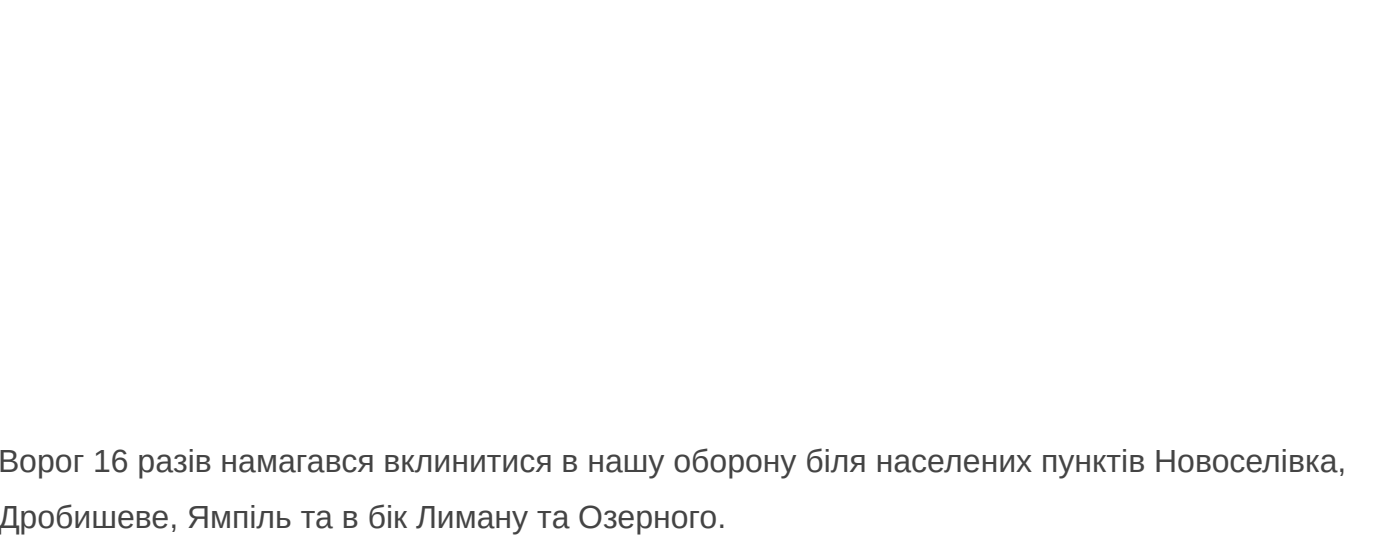 Ворог 16 разів намагався вклинитися в нашу оборону біля населених пунктів Новоселівка,
Дробишеве, Ямпіль та в бік Лиману та Озерного.